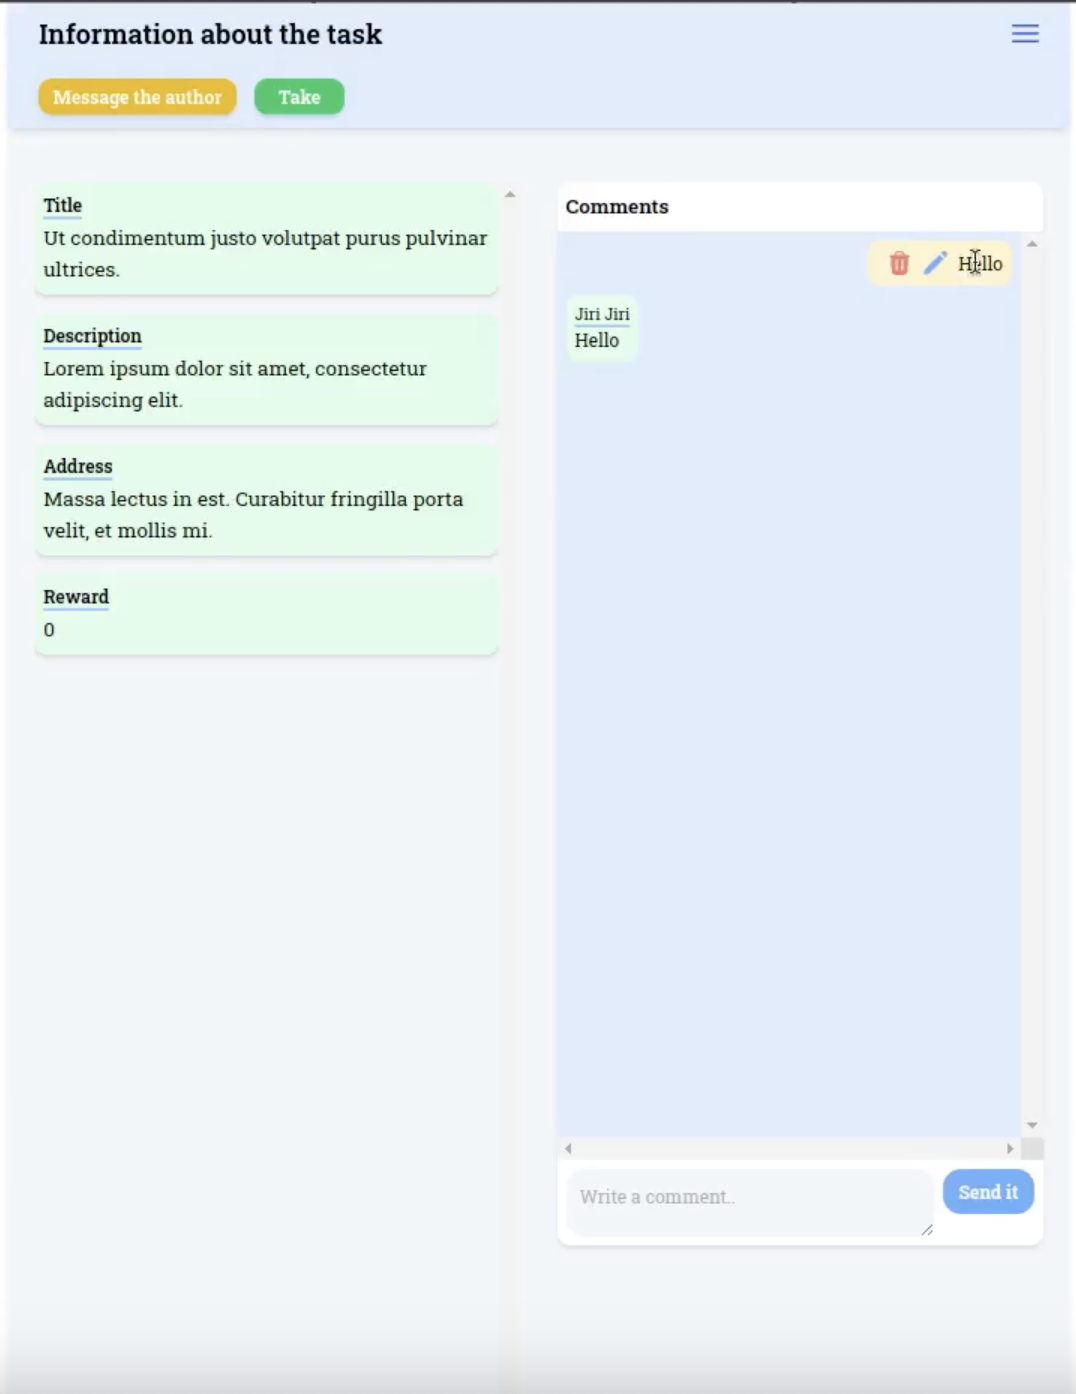 Information about the task
Message the author
Take
Title
Ut condimentum justo volutpat purus pulvinar
ultrices.
Description
Lorem ipsum dolor sit amet, consectetur
adipiscing elit.
Address
Massa lectus in est. Curabitur fringilla porta
velit, et mollis mi.
Reward
0
Comments
Hello
Jiri Jiri
Hello
Write a comment..
Send it